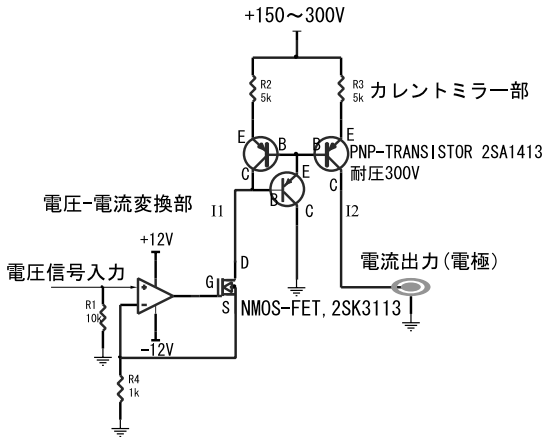 +150～300V
R2
5k
R3
5k
カレントミラー部
E
B
B
E
PNP-TRANSISTOR 2SA1413
耐圧300V
C
E
B
C
C
電圧-電流変換部
I1
I2
+12V
電圧信号入力
D
G
S
電流出力(電極)
NMOS-FET, 2SK3113
R1
10k
-12V
R4
1k